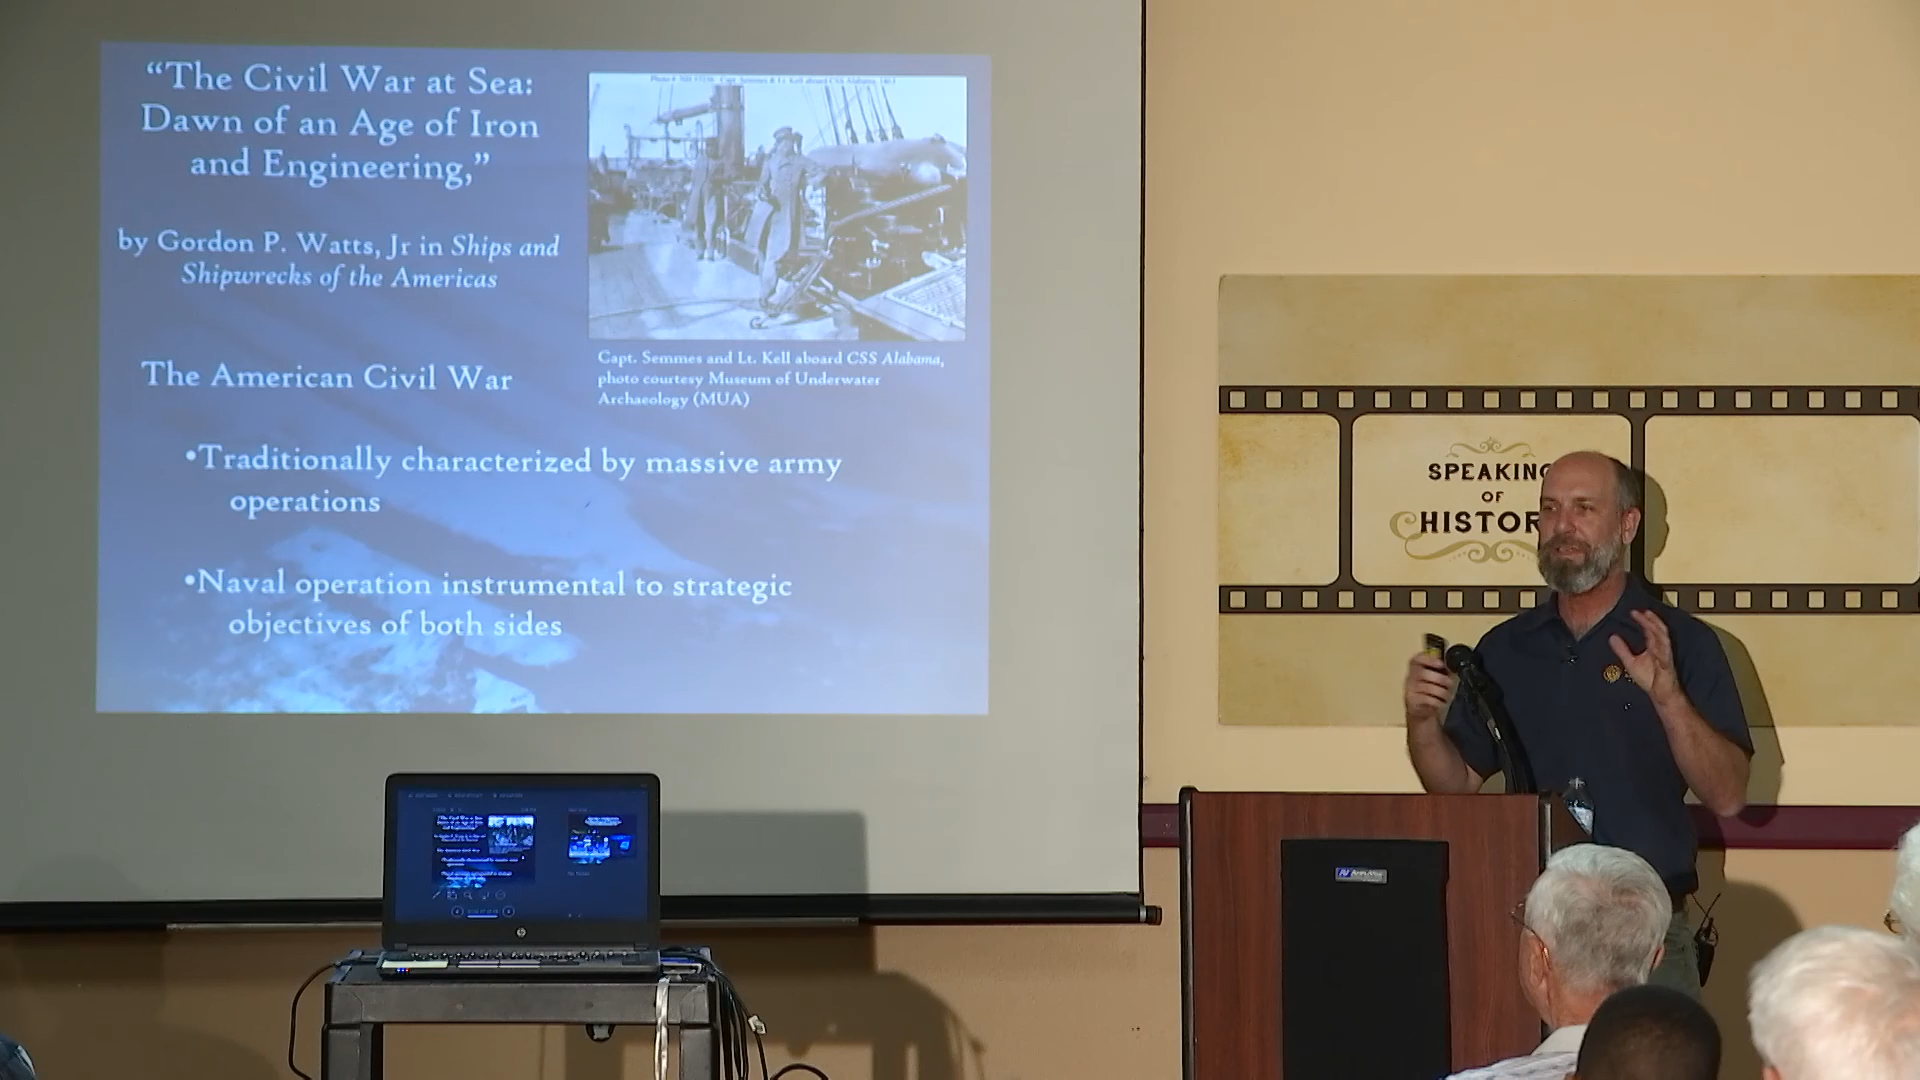 “The Civil War at Sea:
Dawn of an Age of Iron
and Engineering,”
by Gordon P. Watts, Jr in Ships and
Shipwrecks of the Americas
Capt. Semmes and Lt. Kell aboard CSS Alabama,
photo courtesy Museum of Underwater
Archaeology (MUA)
The American Civil War
•Traditionally characterized by massive army
operations
•Naval operation instrumental to strategic
objectives of both sides
SPEAKING
OF
HISTOR
hp